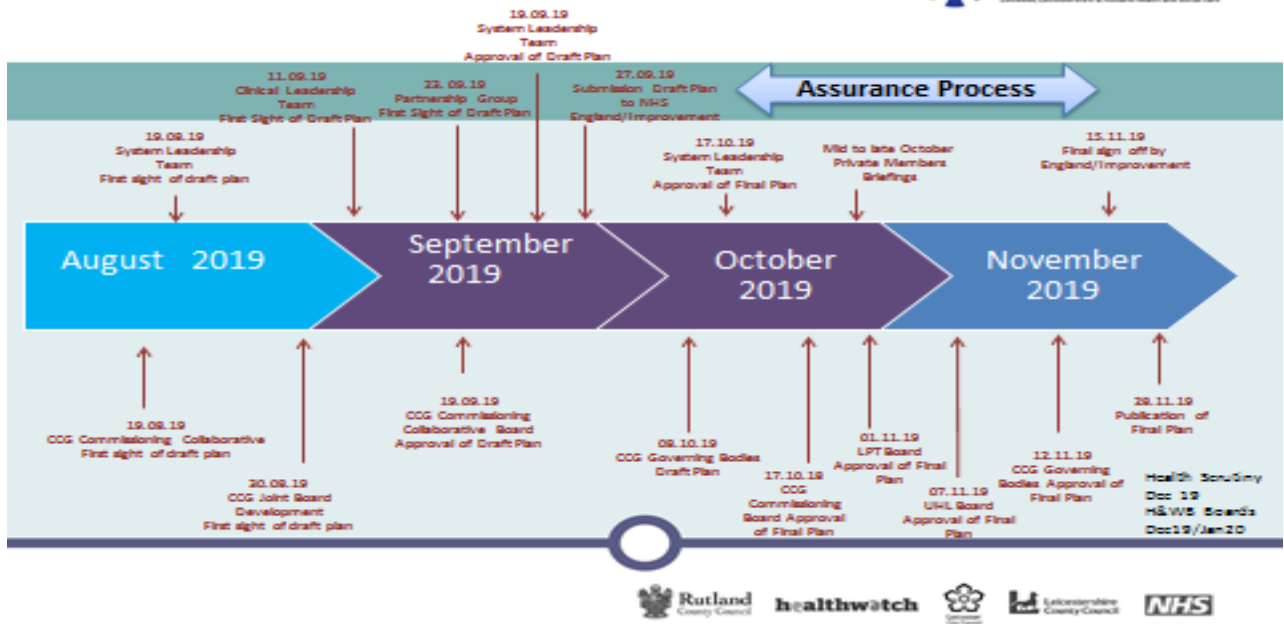 19.09.19
System Leadership
Team
Approval of Draft Plan
11.09.19
Clinical Leadership
Team
First Sight of Draft Plan
23. 09.19
Partnership Group
First Sight of Draft Plan
27.09.19
Submission Draft Plan
to NHS
England/Improvement
Assurance Process
19.08.19
System Leadership
Team
First sight of draft plan
17.10.19
System Leadership
Team
Approval of Final Plan
Mid to late October
Private Members
Briefings
15.11.19
Final sign off by
England/Improvement
August 2019
September
2019
October
2019
November
2019
19.08.19
CCG Commissioning Collaborative
First sight of draft plan
30.08.19
CCG Joint Board
Development
First sight of draft plan
19.09.19
CCG Commissioning
Collaborative Board
Approval of Draft Plan
08.10.19
CCG Governing Bodies
Draft Plan
17.10.18
CCG
Commissioning
Board Approval
of Final Plan
01.11.19
LPT Board
Approval of Final
Plan
07.11.19
UHL Board
Approval of Final
Plan
12.11.19
CCG Governing
Bodies Approval of
Final Plan
28.11.19
Publication of
Final Plan
Health Scrutiny
Dec 19
H&WB Boards
Dec19/Jan20
Rutland
County Council
healthwatch
Leicestershire
County Council
NHS